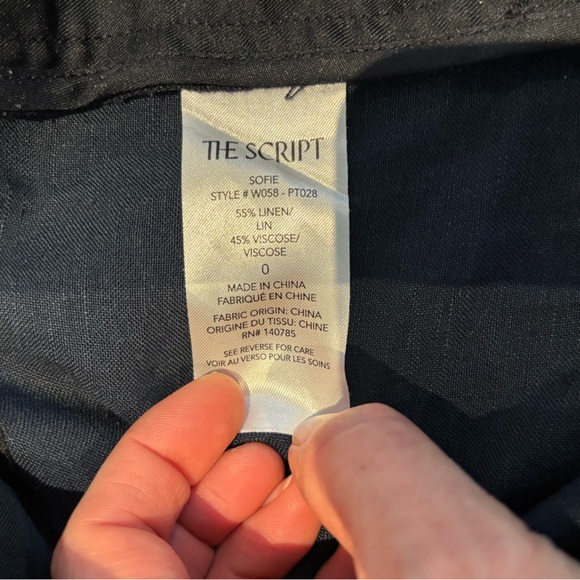 THE SCRIPT
SOFIE
STYLE # W058 - PT028
55% LINEN/
LIN
45% VISCOSE/
VISCOSE
0
MADE IN CHINA
FABRIQUÉ EN CHINE
FABRIC ORIGIN: CHINA
ORIGINE DU TISSU: CHINE
RN# 140785
SEE REVERSE FOR CARE
VOIR AU VERSO POUR LES SOINS